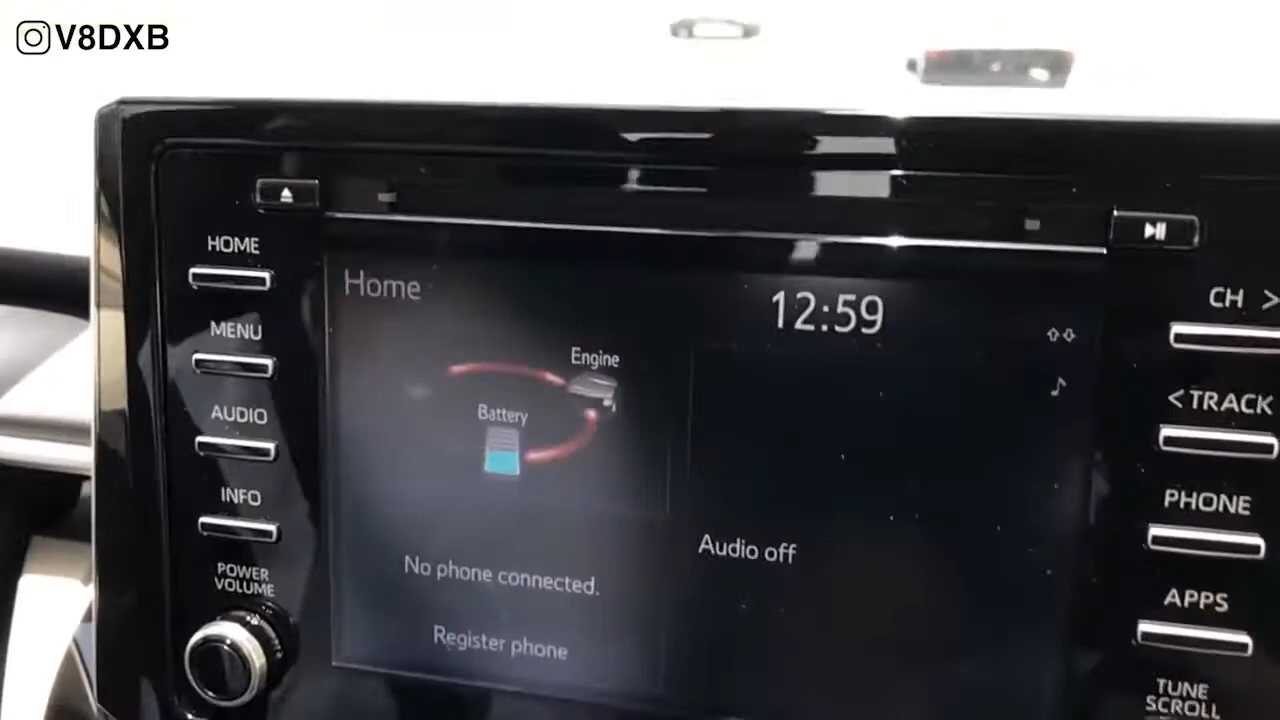 V8DXB
HOME
MENU
AUDIO
INFO
POWER
VOLUME
Home
12:59
Engine
Battery
No phone connected.
Register phone
Audio off
CH >
< TRACK
PHONE
APPS
TUNE
SCROLL